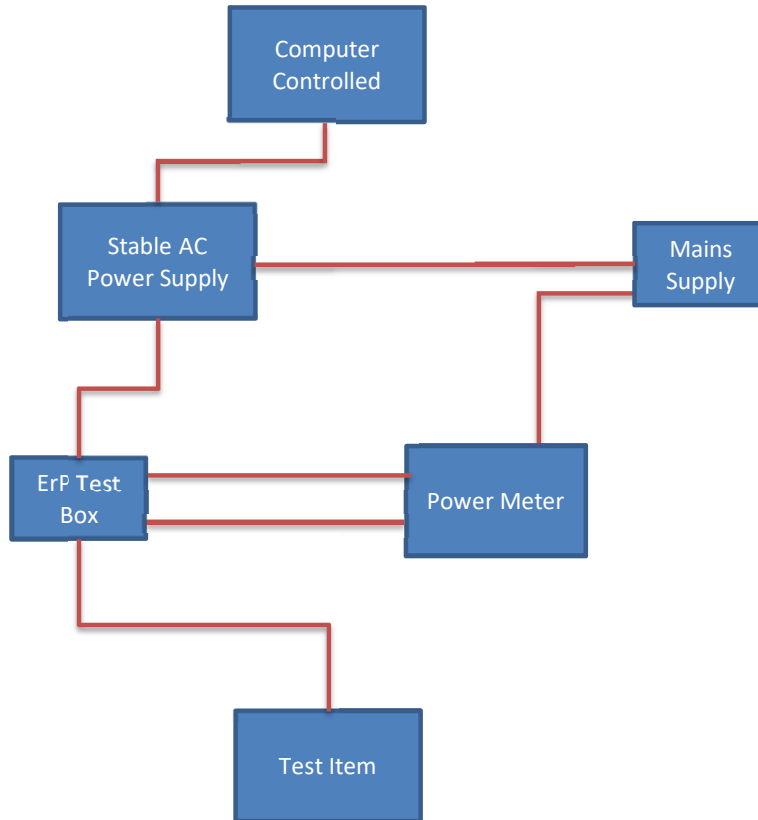 Computer
Controlled
Stable AC
Power Supply
Mains
Supply
ErP Test
Box
Power Meter
Test Item